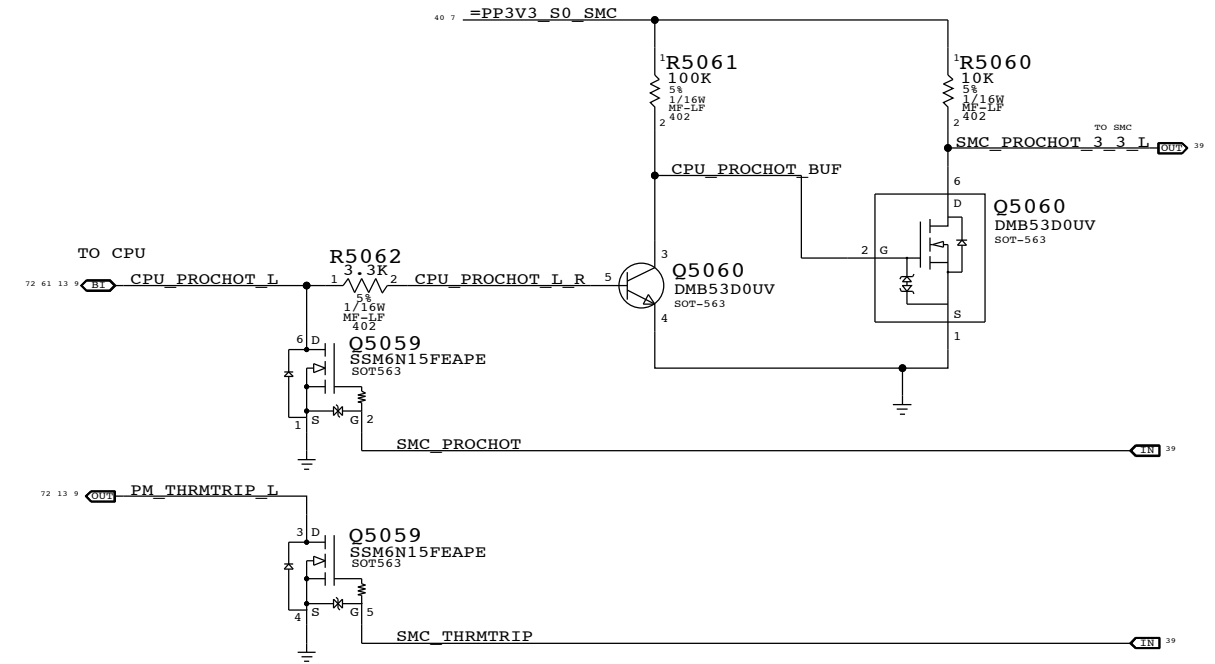 40 7 =PP3V3_S0_SMC
1 R5061
100K
5%
1/16W
MF-LF
402
2
1 R5060
10K
5%
1/16W
MF-LF
402
2
TO SMC
SMC_PROCHOT_3_3_L OUT 39
CPU_PROCHOT_BUF
6
D
Q5060
DMB53D0UV
SOT-563
2 G
S
1
TO CPU
72 61 13 9 BI CPU_PROCHOT_L
R5062
3.3K
1 2
5%
1/16W
MF-LF
402
CPU_PROCHOT_L_R 5
3
Q5060
DMB53D0UV
SOT-563
4
6 D
Q5059
SSM6N15FEAPE
SOT563
1 S G 2
SMC_PROCHOT IN 39
72 13 9 OUT PM_THRMTRIP_L
3 D
Q5059
SSM6N15FEAPE
SOT563
4 S G 5
SMC_THRMTRIP IN 39